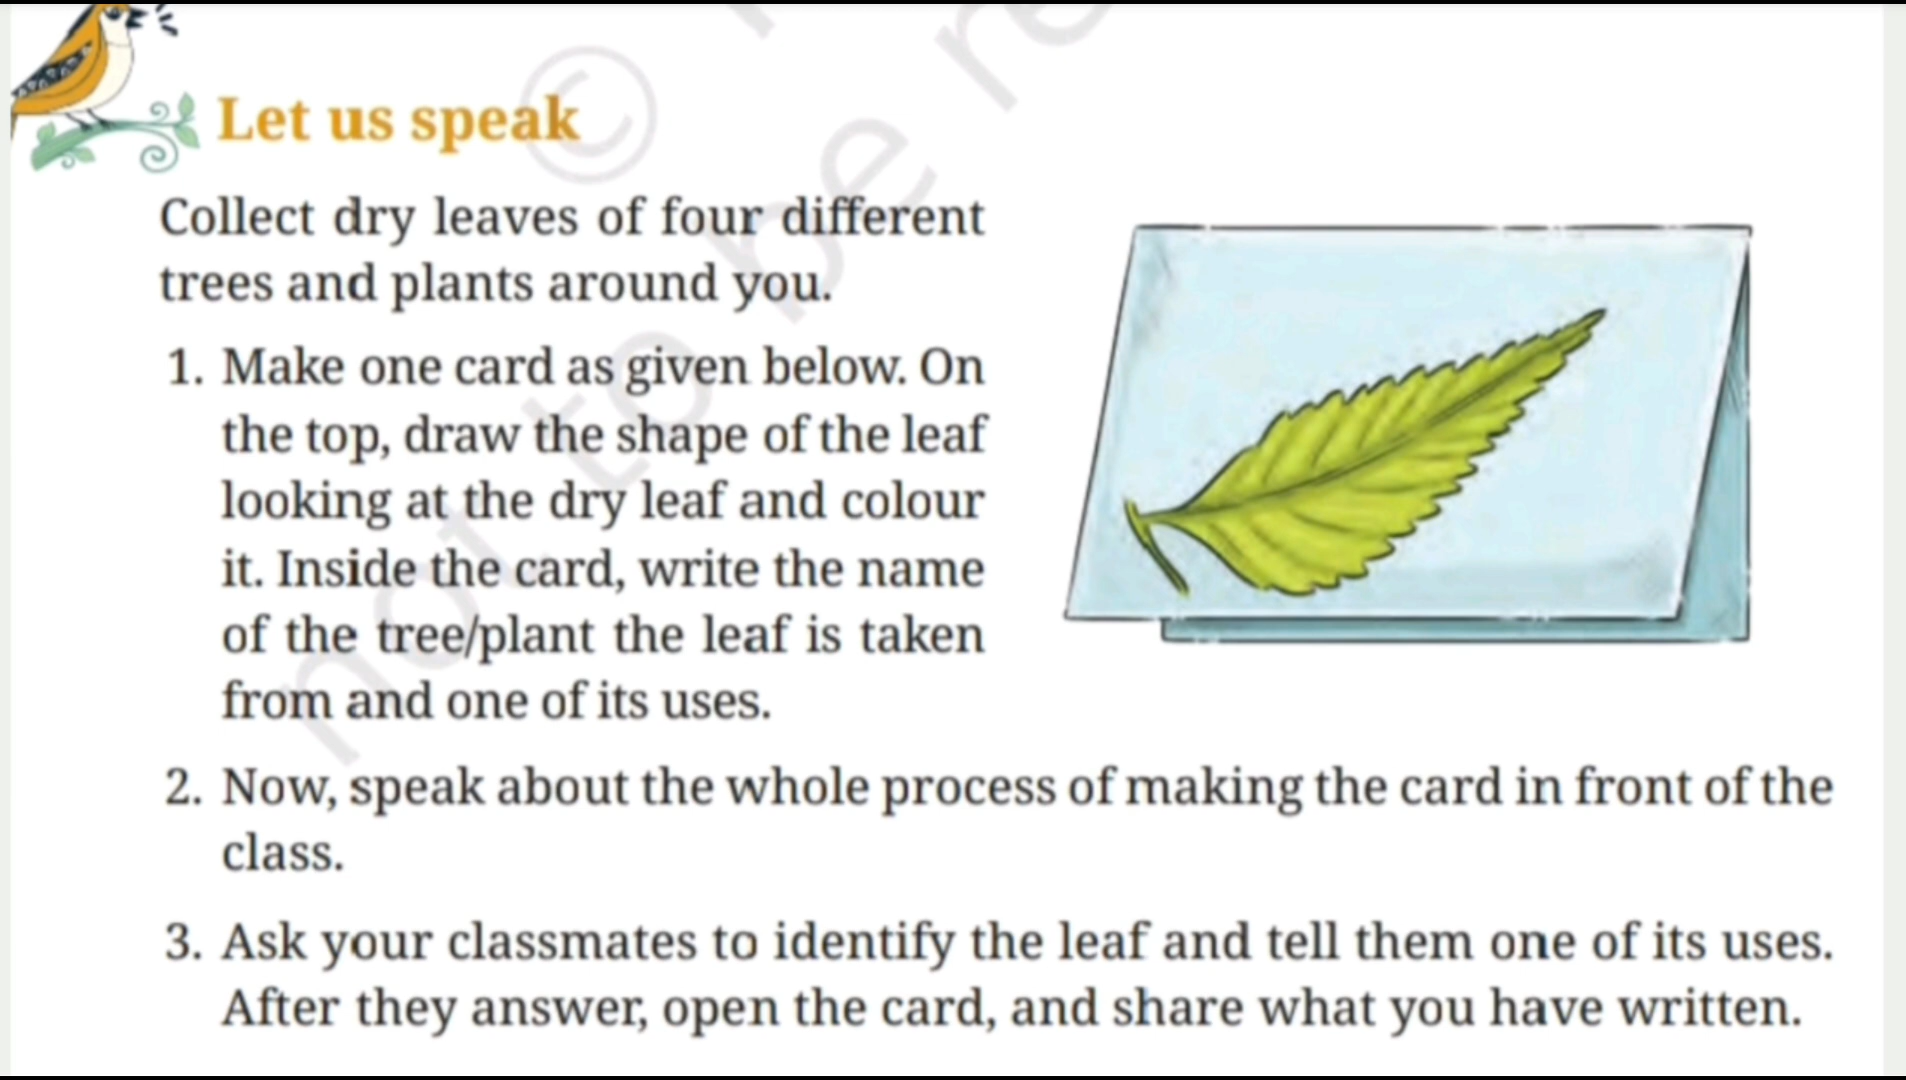 Let us speak
Collect dry leaves of four different
trees and plants around you.
1. Make one card as given below. On
the top, draw the shape of the leaf
looking at the dry leaf and colour
it. Inside the card, write the name
of the tree/plant the leaf is taken
from and one of its uses.
2. Now, speak about the whole process of making the card in front of the
class.
3. Ask your classmates to identify the leaf and tell them one of its uses.
After they answer, open the card, and share what you have written.
© 
not to be re